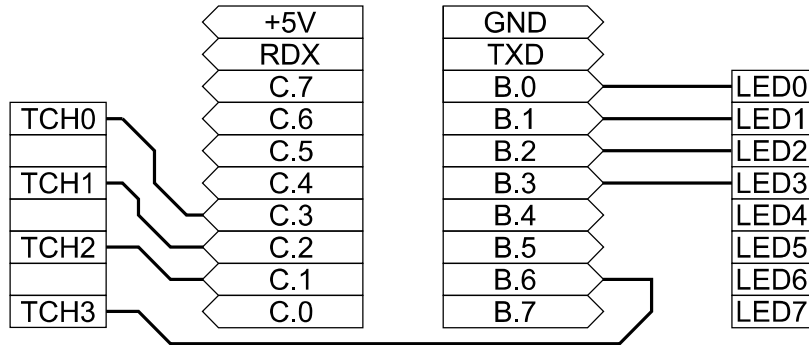 +5V GND
RDX TXD
C.7 B.0 LED0
TCH0 C.6 B.1 LED1
C.5 B.2 LED2
TCH1 C.4 B.3 LED3
C.3 B.4 LED4
TCH2 C.2 B.5 LED5
C.1 B.6 LED6
TCH3 C.0 B.7 LED7